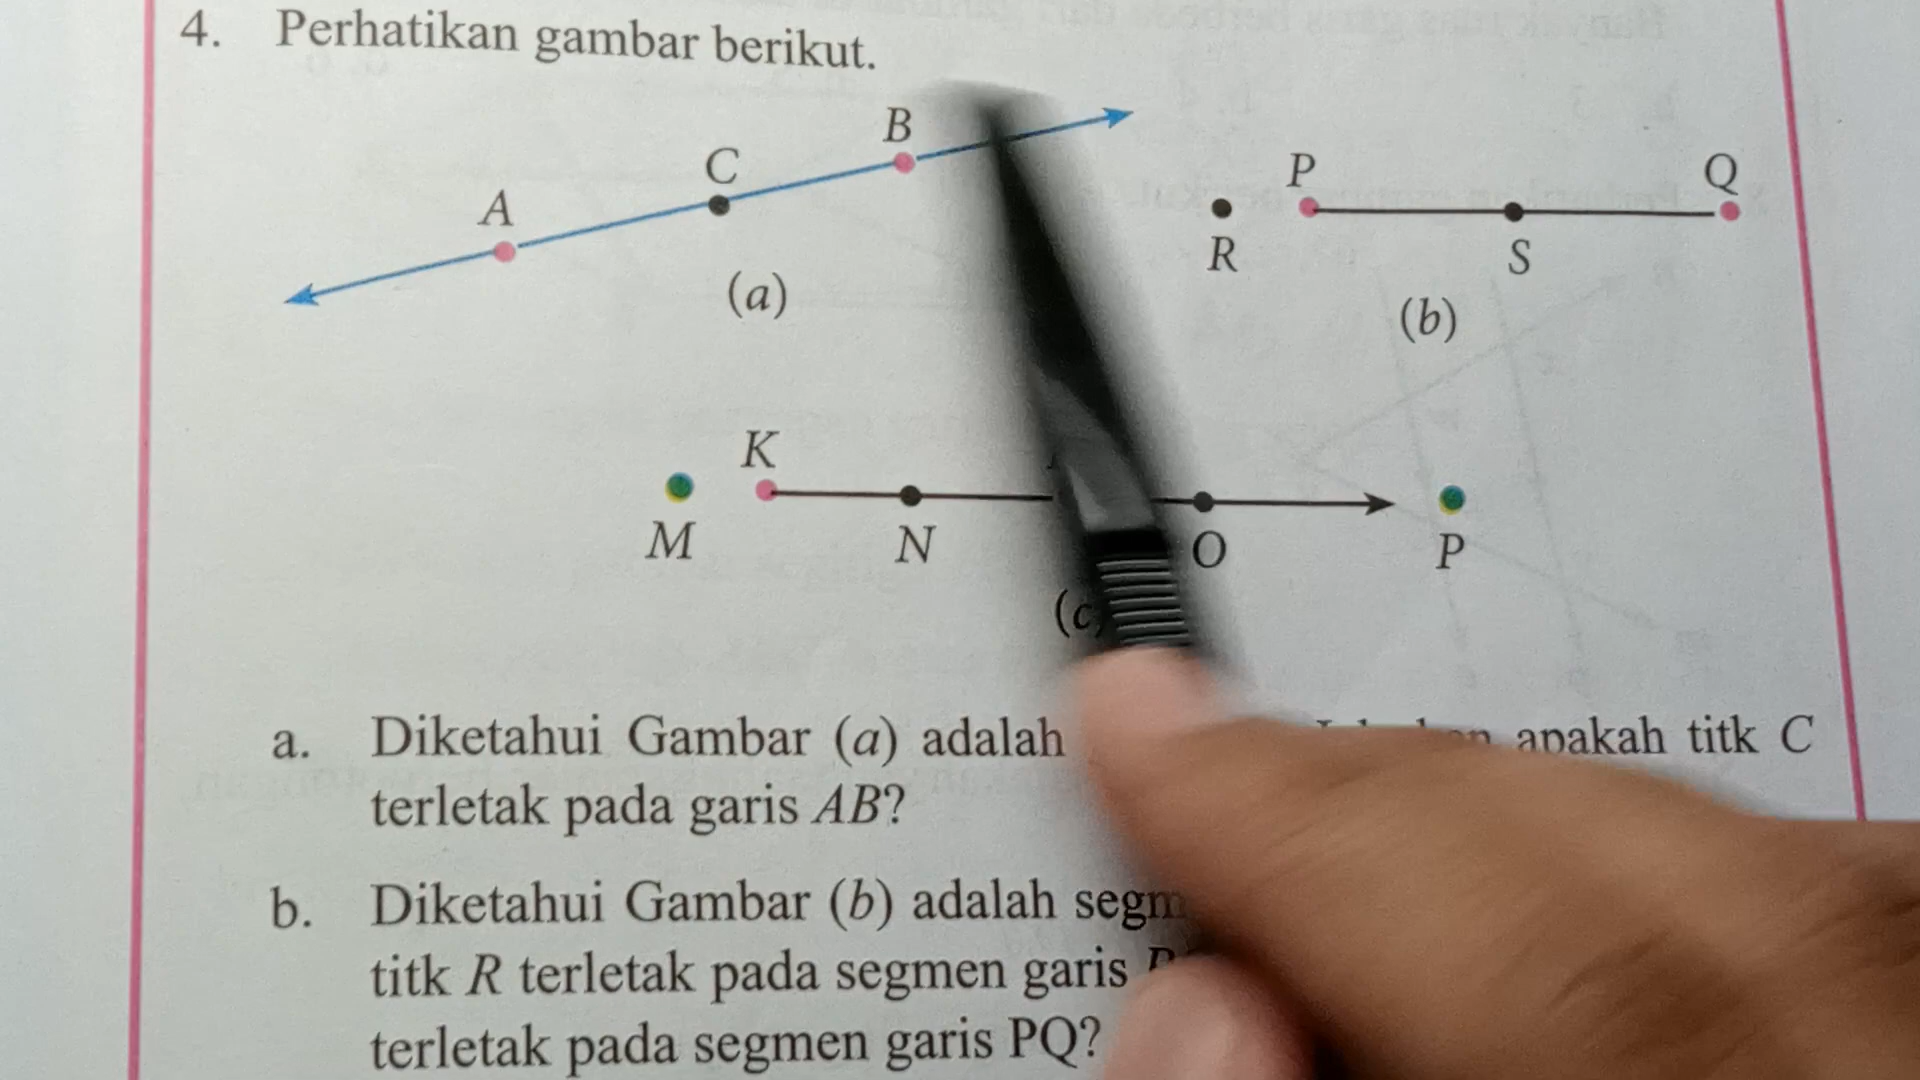 4. Perhatikan gambar berikut.
A C B
P Q
R S
(a) (b)
K
M N O P
(c)
a. Diketahui Gambar (a) adalah apakah titk C
terletak pada garis AB?
b. Diketahui Gambar (b) adalah
titk R terletak pada segmen garis
terletak pada segmen garis PQ?